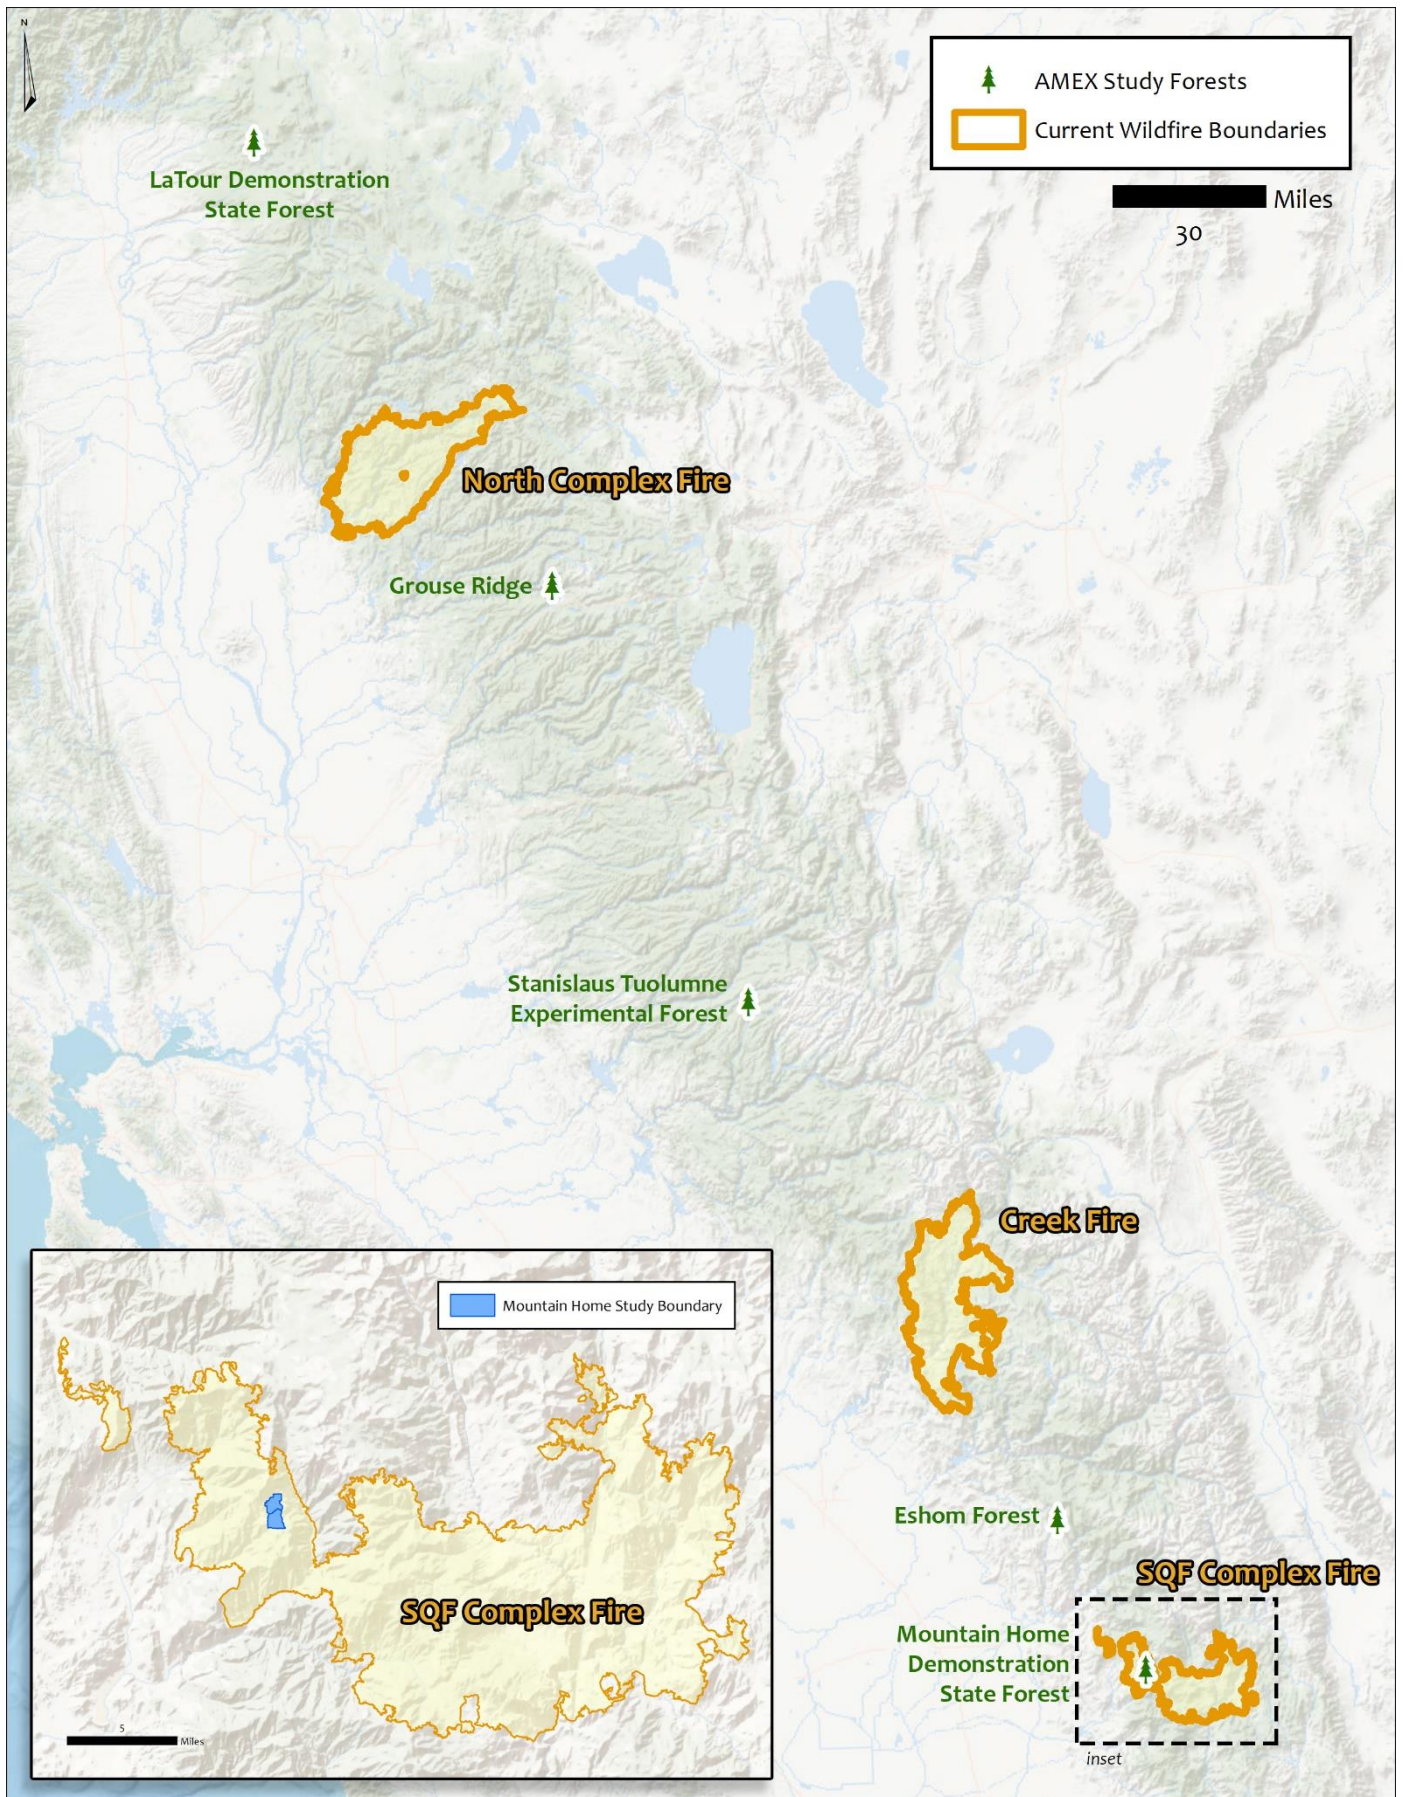 N
AMEX Study Forests
Current Wildfire Boundaries
Miles
30
LaTour Demonstration
State Forest
North Complex Fire
Grouse Ridge
Stanislaus Tuolumne
Experimental Forest
Creek Fire
Mountain Home Study Boundary
SQF Complex Fire
5
Miles
Eshom Forest
SQF Complex Fire
Mountain Home
Demonstration
State Forest
inset